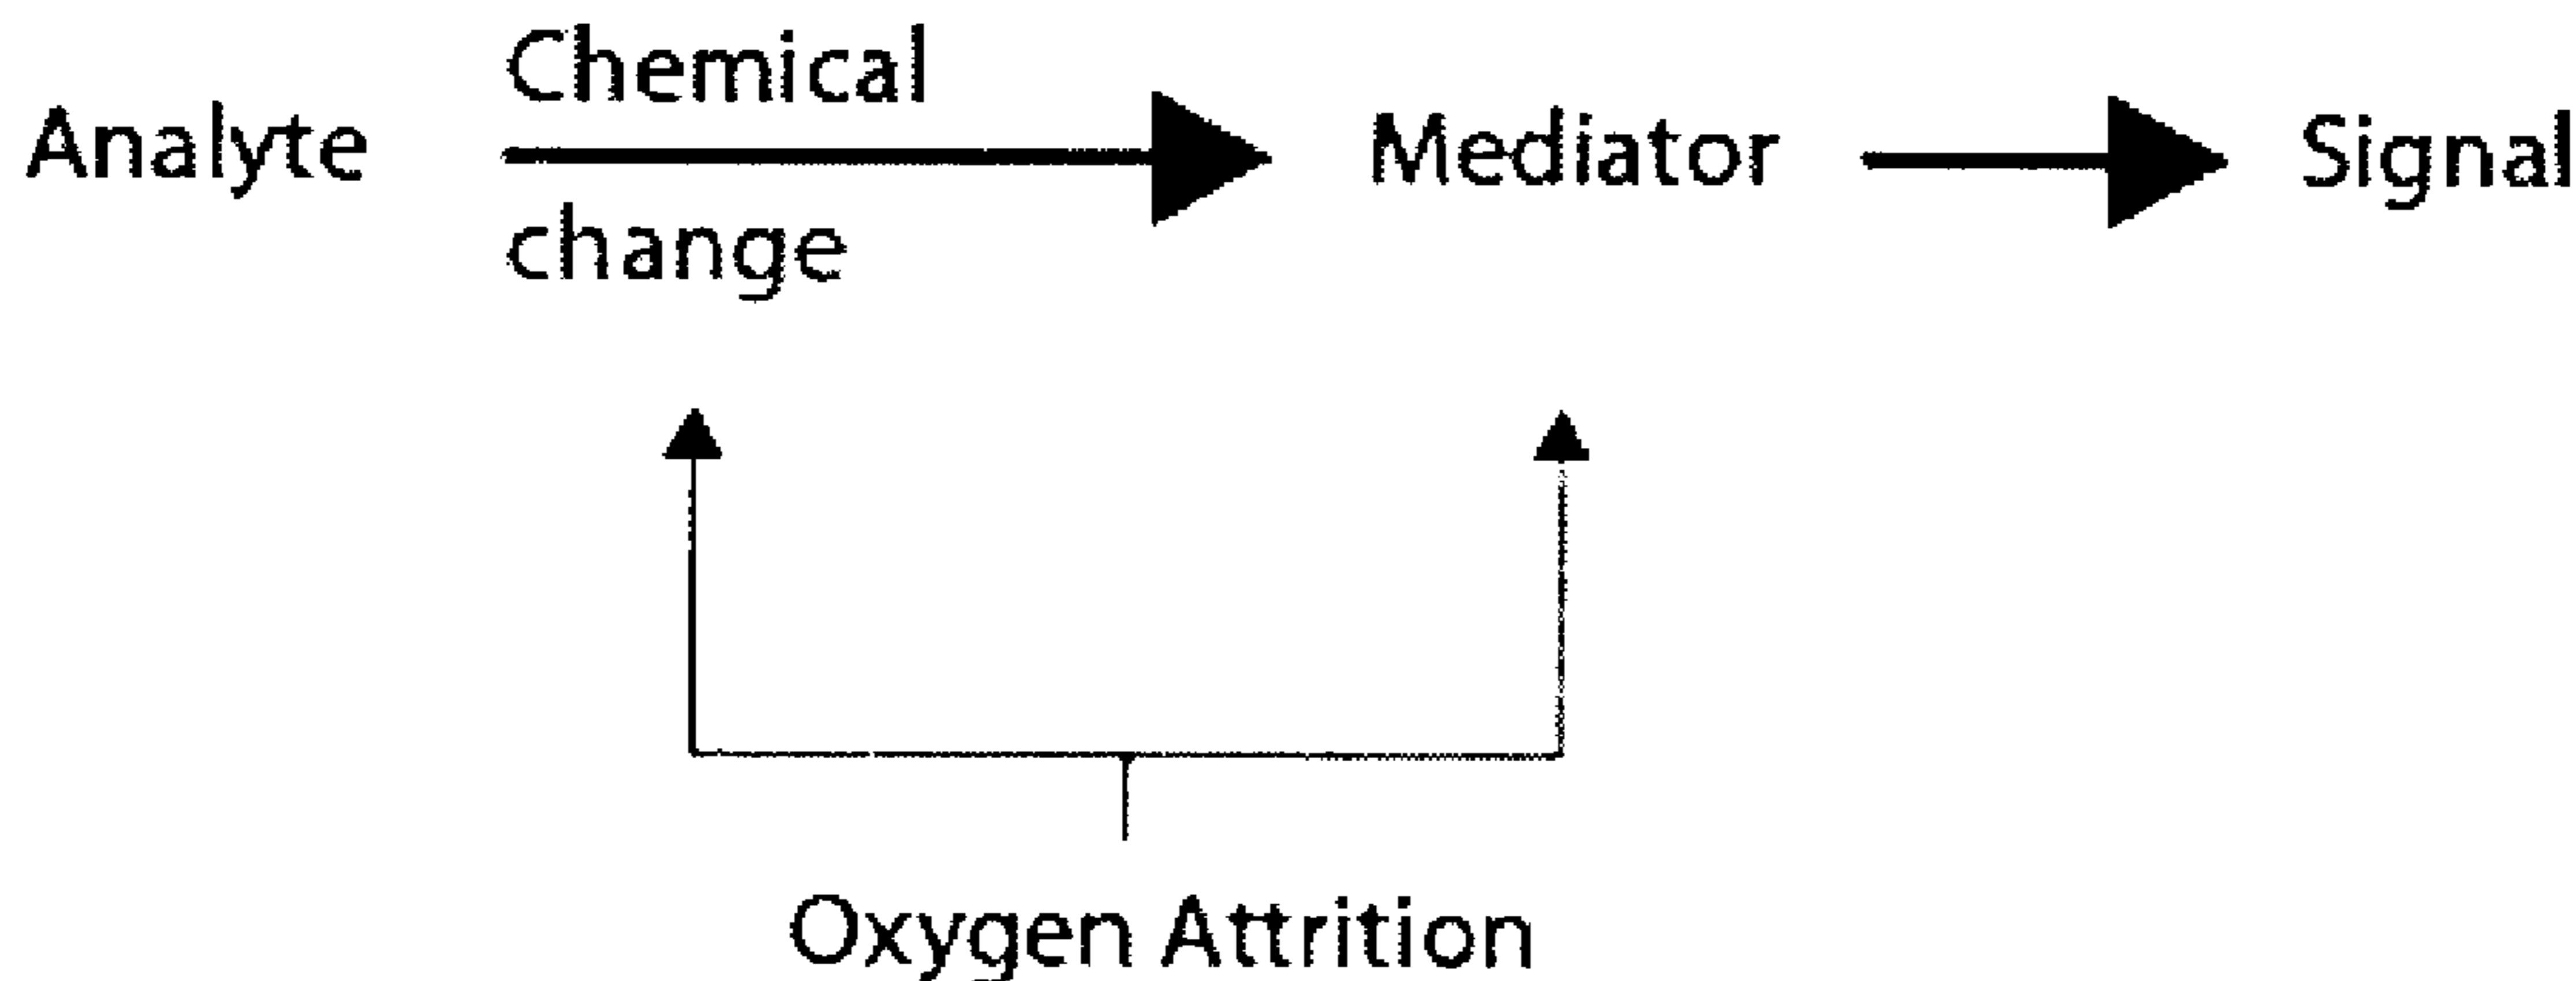 Chemical
Analyte
Mediator
Signal
change
Oxygen Attrition